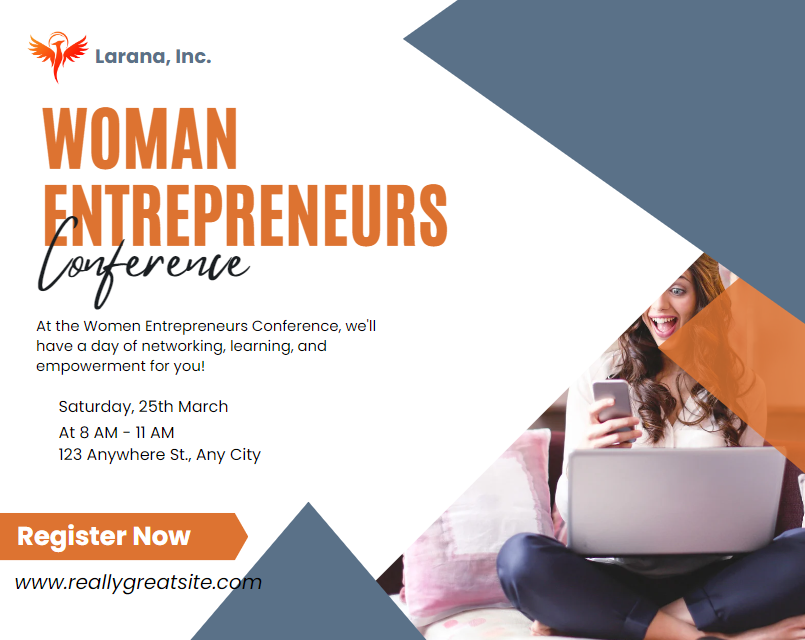 Larana, Inc.
WOMAN
ENTREPRENEURS
Conference
At the Women Entrepreneurs Conference, we'll
have a day of networking, learning, and
empowerment for you!
Saturday, 25th March
At 8 AM - 11 AM
123 Anywhere St., Any City
Register Now
www.reallygreatsite.com